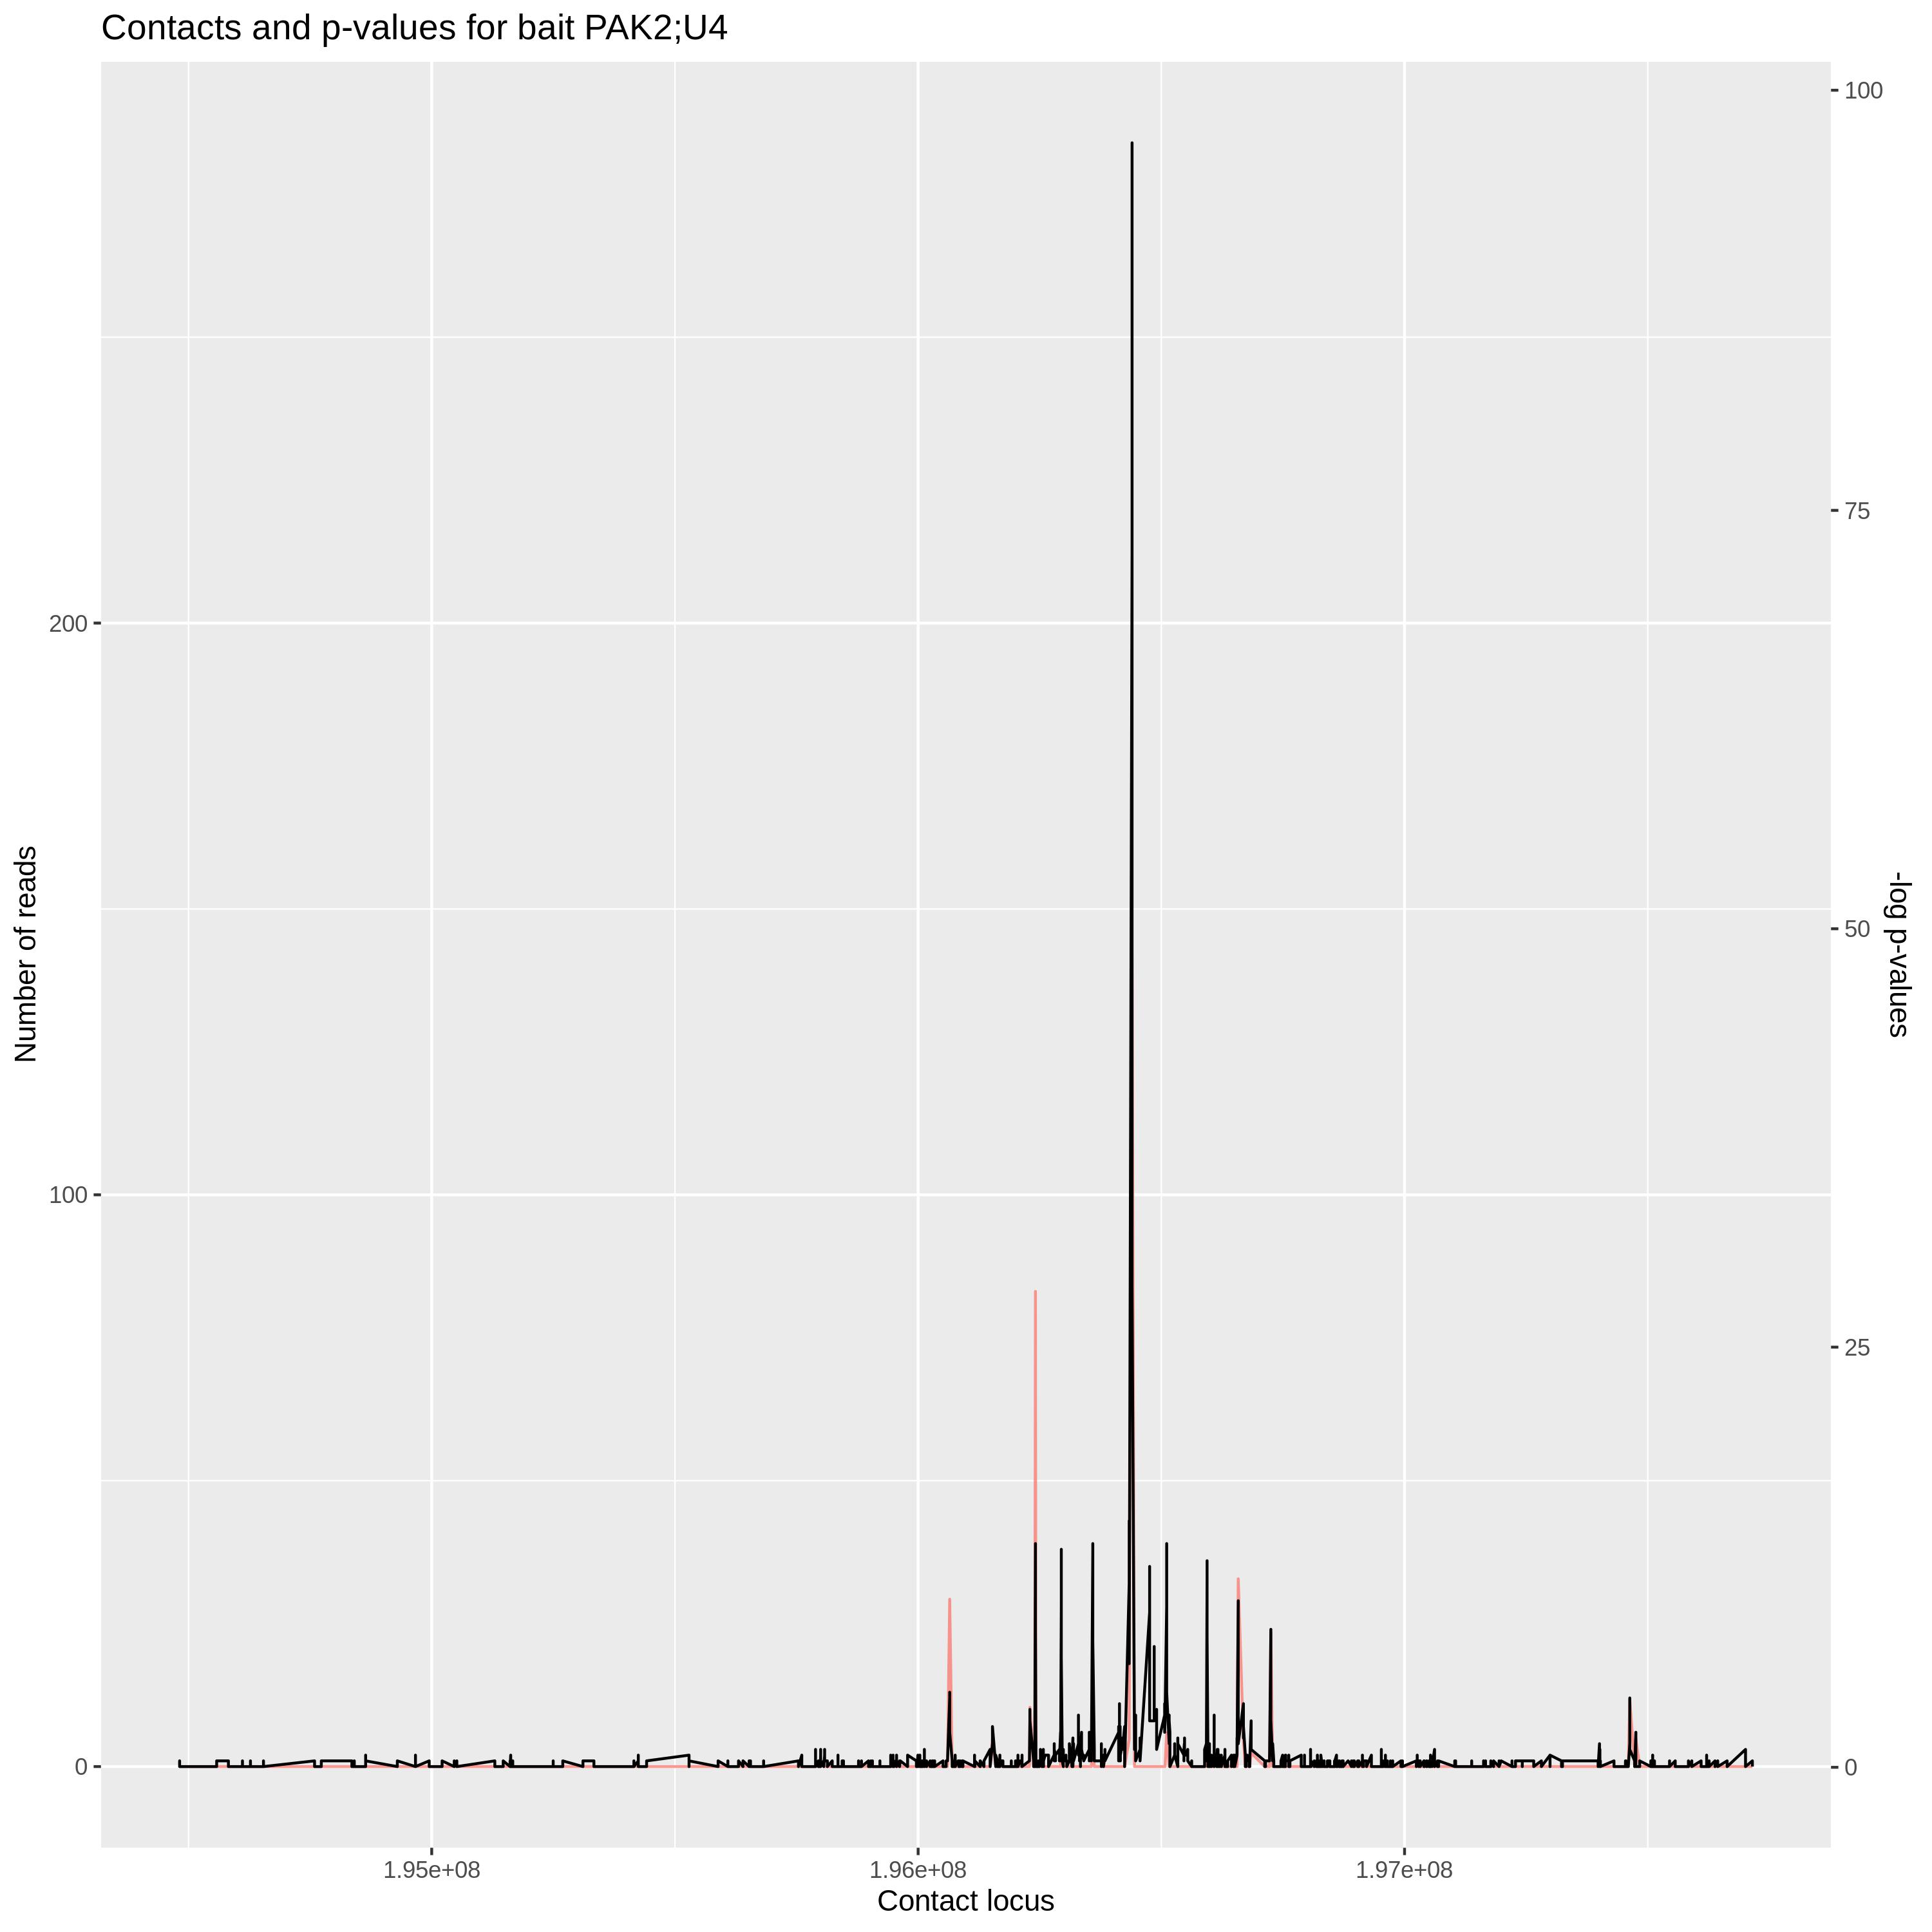 Contacts and p-values for bait PAK2;U4
Number of reads
200
100
0
100
75
50
25
0
-log p-values
1.95e+08 1.96e+08 1.97e+08
Contact locus